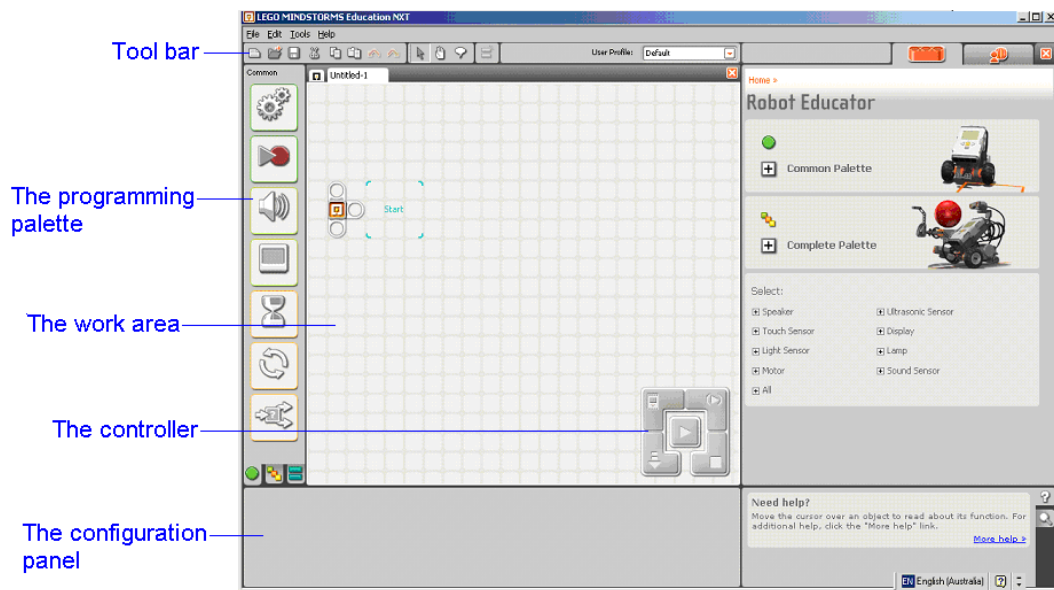 LEGO MINDSTORMS Education NXT
File Edit Tools Help
Tool bar
User Profile: Default
Common
Untitled-1
Home »
Robot Educator
Common Palette
The programming
palette
Start
Complete Palette
Select:
Speaker
Ultrasonic Sensor
The work area
Touch Sensor
Display
Light Sensor
Lamp
Motor
Sound Sensor
All
The controller
Need help?
Move the cursor over an object to read about its function. For
additional help, click the "More help" link.
More help »
The configuration
panel
EN English (Australia)